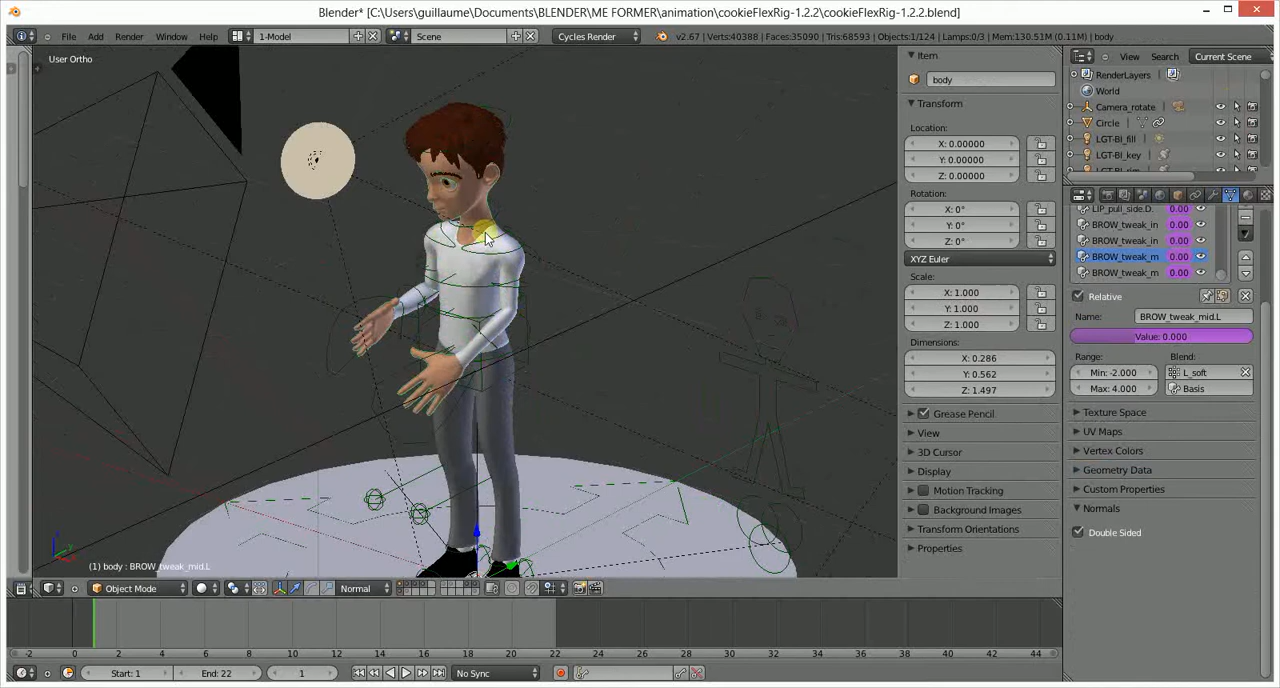 Blender* [C:\Users\guillaume\Documents\BLENDER\ME FORMER\animation\cookieFlexRig-1.2.2\cookieFlexRig-1.2.2.blend]
File Add Render Window Help 1-Model Scene Cycles Render v2.67 | Verts:40388 | Faces:35090 | Tris:68593 | Objects:1/124 | Lamps:0/3 | Mem:130.51M (0.11M) | body
User Ortho
Item
body
Transform
Location:
X: 0.00000
Y: 0.00000
Z: 0.00000
Rotation:
X: 0°
Y: 0°
Z: 0°
XYZ Euler
Scale:
X: 1.000
Y: 1.000
Z: 1.000
Dimensions:
X: 0.286
Y: 0.562
Z: 1.497
Grease Pencil
View
3D Cursor
Display
Motion Tracking
Background Images
Transform Orientations
Properties
View Search Current Scene
RenderLayers
World
Camera_rotate
Circle
LGT-BI_fill
LGT-BI_key
LIP_pull_side.D. 0.00
BROW_tweak_in 0.00
BROW_tweak_in 0.00
BROW_tweak_m 0.00
BROW_tweak_m 0.00
Relative
Name: BROW_tweak_mid.L
Value: 0.000
Range: Blend:
Min: -2.000 L_soft
Max: 4.000 Basis
Texture Space
UV Maps
Vertex Colors
Geometry Data
Custom Properties
Normals
Double Sided
(1) body : BROW_tweak_mid.L
Object Mode Normal
-2 0 2 4 6 8 10 12 14 16 18 20 22 24 26 28 30 32 34 36 38 40 42 44
Start: 1 End: 22 1 No Sync